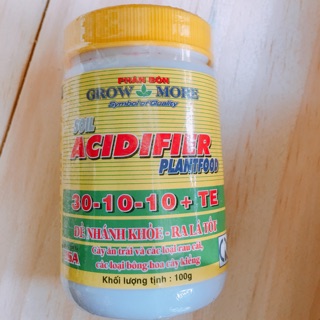 PHÂN BÓN
GROW MORE
Symbol of Quality
SOIL
ACIDIFIER
PLANTFOOD
30-10-10 + TE
ĐẺ NHÁNH KHỎE - RA LÁ TỐT
Cây ăn trái và các loại rau cải,
các loại bông hoa cây kiểng
Khối lượng tịnh : 100g